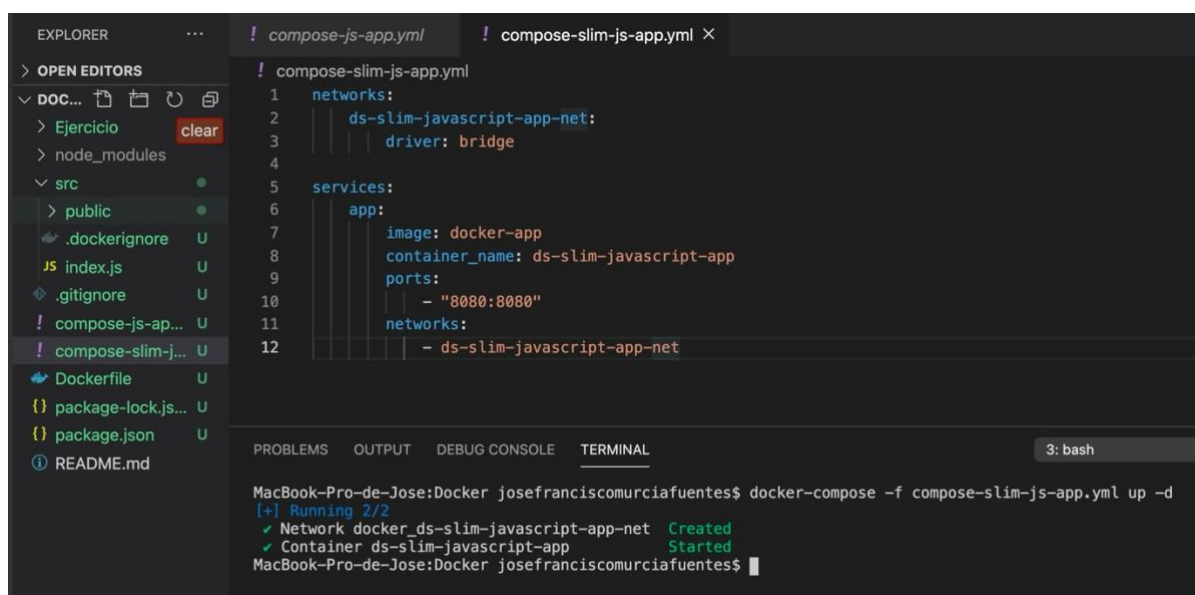 EXPLORER ...
> OPEN EDITORS
DOC...
> Ejercicio
clear
> node_modules
src
> public
.dockerignore U
JS index.js U
.gitignore U
! compose-js-ap... U
! compose-slim-j... U
Dockerfile U
{} package-lock.js... U
{} package.json U
README.md
! compose-js-app.yml
! compose-slim-js-app.yml ×
! compose-slim-js-app.yml
1 networks:
2 ds-slim-javascript-app-net:
3 driver: bridge
4
5 services:
6 app:
7 image: docker-app
8 container_name: ds-slim-javascript-app
9 ports:
10 - "8080:8080"
11 networks:
12 - ds-slim-javascript-app-net
PROBLEMS OUTPUT DEBUG CONSOLE TERMINAL 3: bash
MacBook-Pro-de-Jose:Docker josefranciscomurciafuentes$ docker-compose -f compose-slim-js-app.yml up -d
[+] Running 2/2
✔ Network docker_ds-slim-javascript-app-net Created
✔ Container ds-slim-javascript-app Started
MacBook-Pro-de-Jose:Docker josefranciscomurciafuentes$